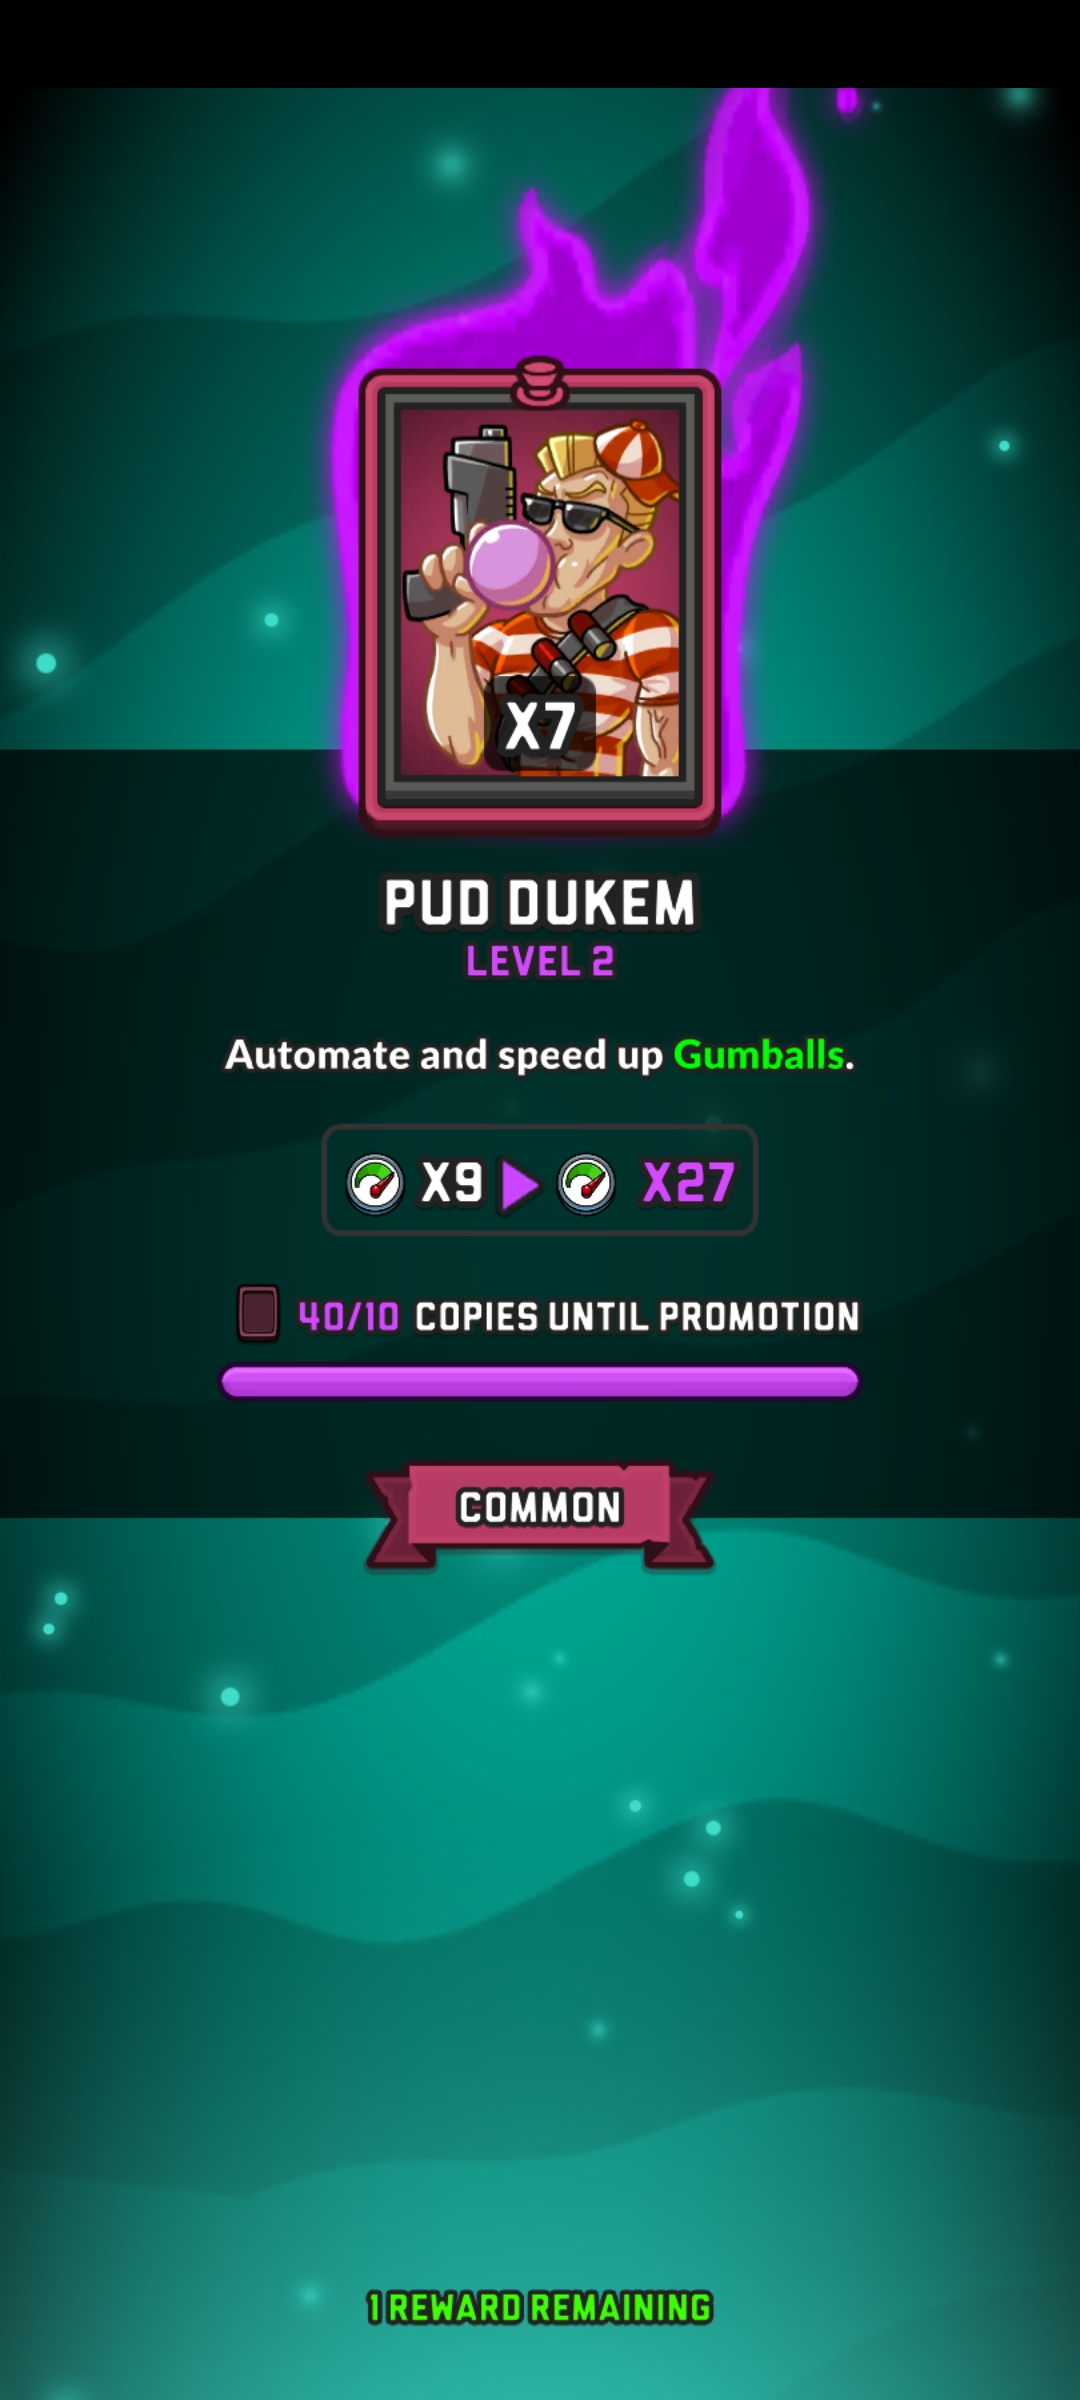 X7
PUD DUKEM
LEVEL 2
Automate and speed up Gumballs.
X9 X27
40/10 COPIES UNTIL PROMOTION
COMMON
1 REWARD REMAINING